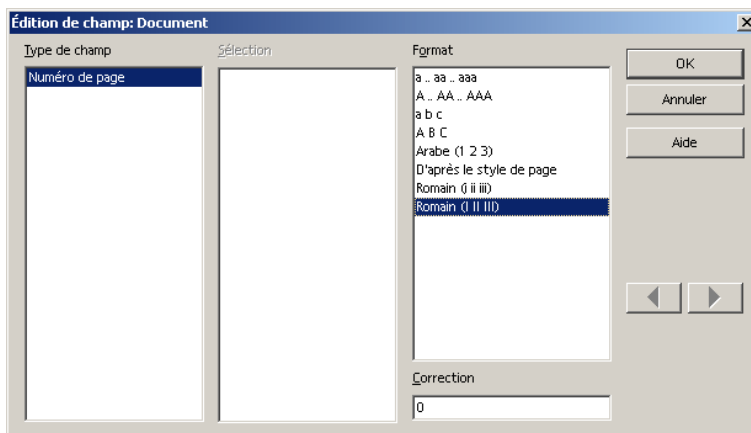 Édition de champ: Document
Type de champ
Sélection
Format
Numéro de page
a .. aa .. aaa
A .. AA .. AAA
a b c
A B C
Arabe (1 2 3)
D'après le style de page
Romain (i ii iii)
Romain (I II III)
Correction
0
OK
Annuler
Aide